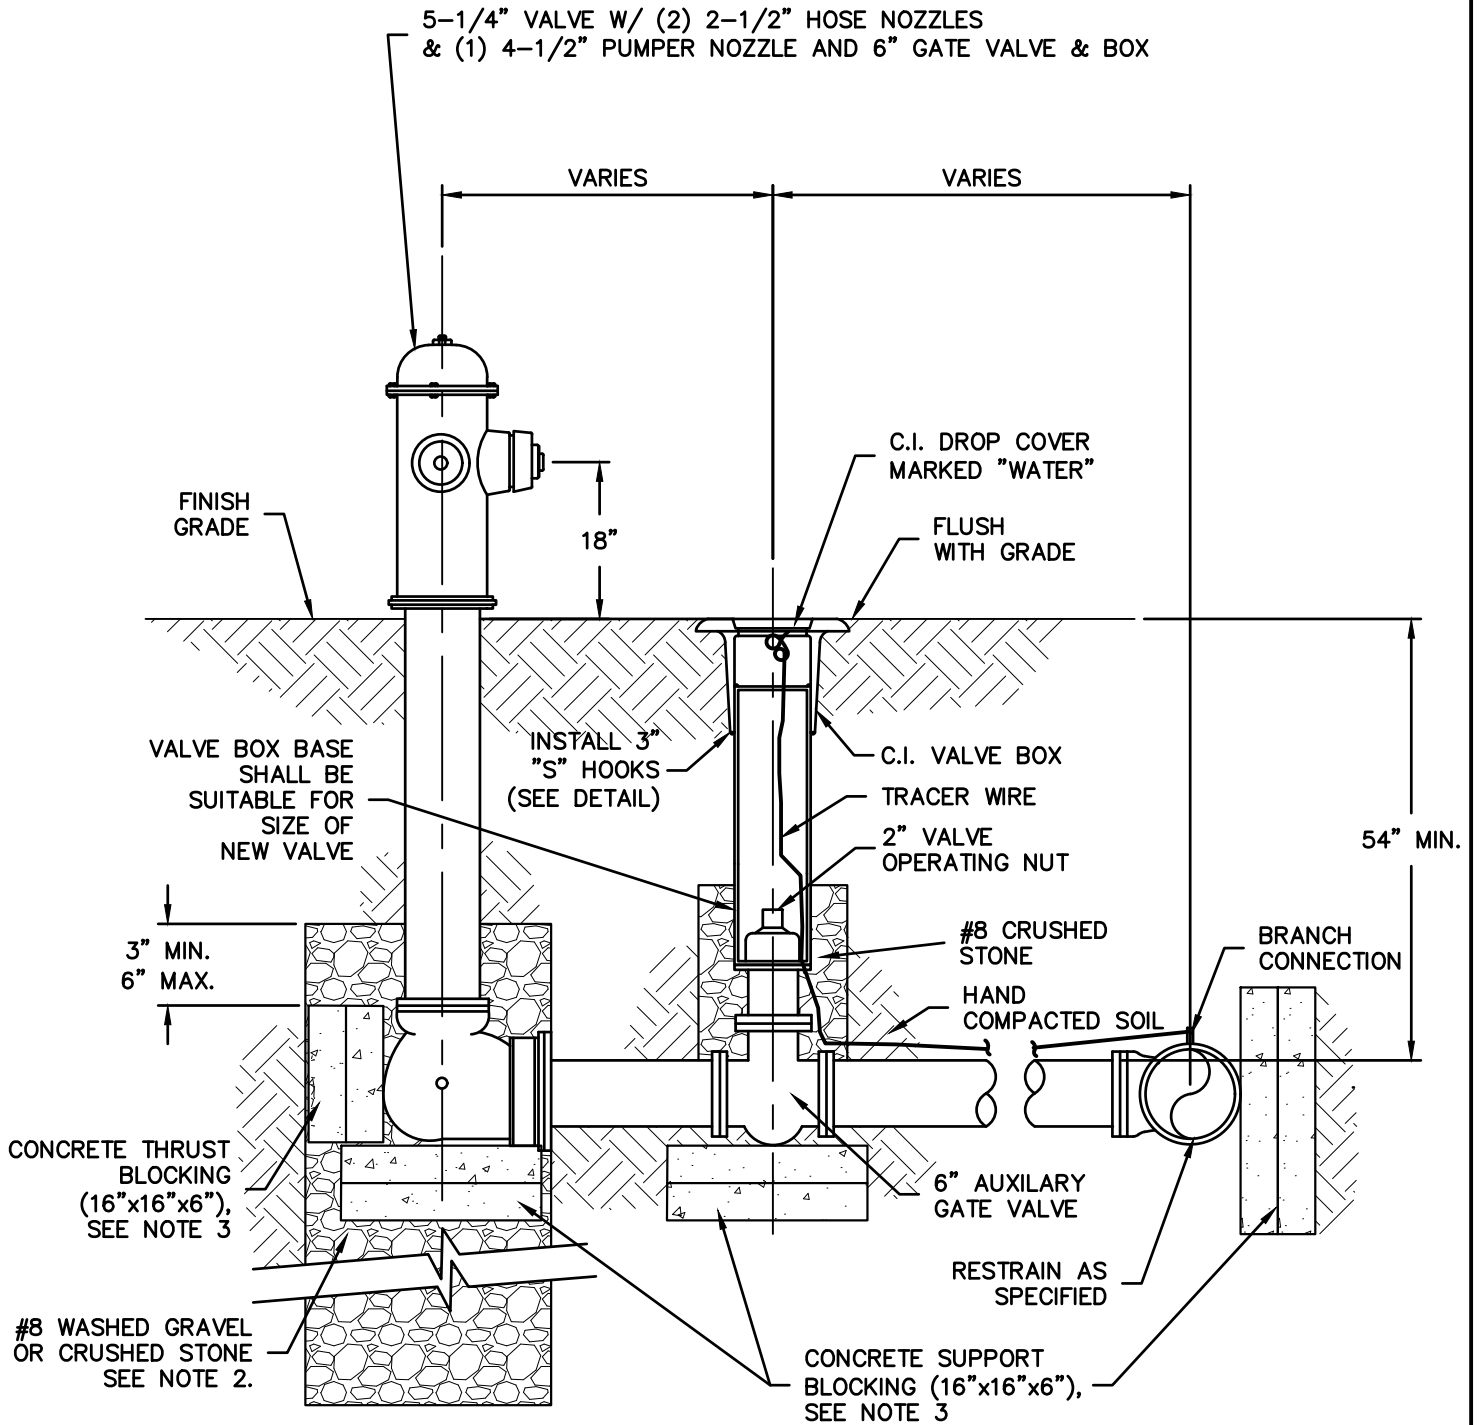 5-1/4" VALVE W/ (2) 2-1/2" HOSE NOZZLES
& (1) 4-1/2" PUMPER NOZZLE AND 6" GATE VALVE & BOX
VARIES
VARIES
C.I. DROP COVER
MARKED "WATER"
FINISH
GRADE
18"
FLUSH
WITH GRADE
VALVE BOX BASE
SHALL BE
SUITABLE FOR
SIZE OF
NEW VALVE
INSTALL 3"
"S" HOOKS
(SEE DETAIL)
C.I. VALVE BOX
TRACER WIRE
2" VALVE
OPERATING NUT
54" MIN.
3" MIN.
6" MAX.
#8 CRUSHED
STONE
BRANCH
CONNECTION
HAND
COMPACTED SOIL
CONCRETE THRUST
BLOCKING
(16"x16"x6"),
SEE NOTE 3
6" AUXILARY
GATE VALVE
RESTRAIN AS
SPECIFIED
#8 WASHED GRAVEL
OR CRUSHED STONE
SEE NOTE 2.
CONCRETE SUPPORT
BLOCKING (16"x16"x6"),
SEE NOTE 3